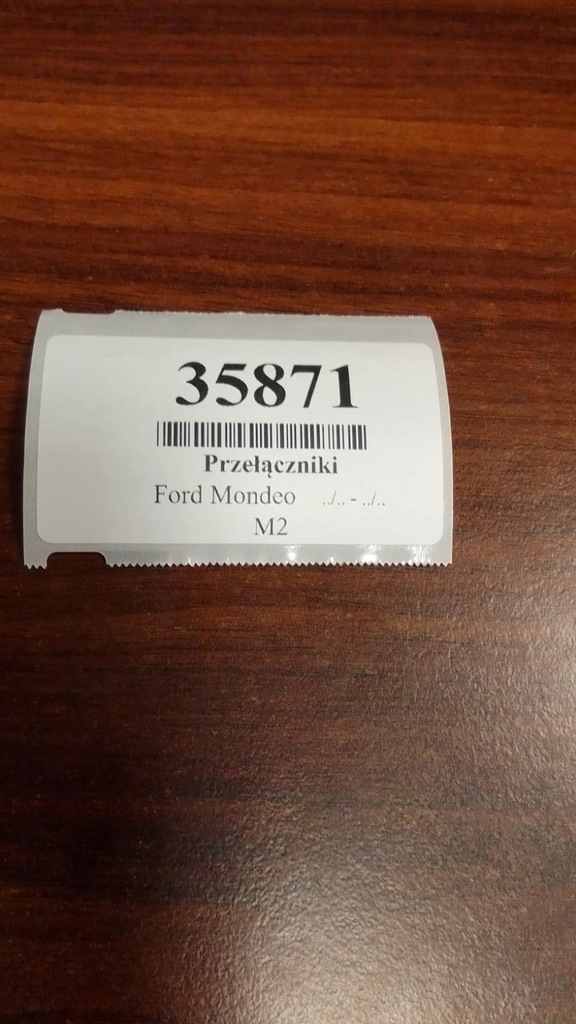 35871
Przełączniki
Ford Mondeo ../.. - ../..
M2